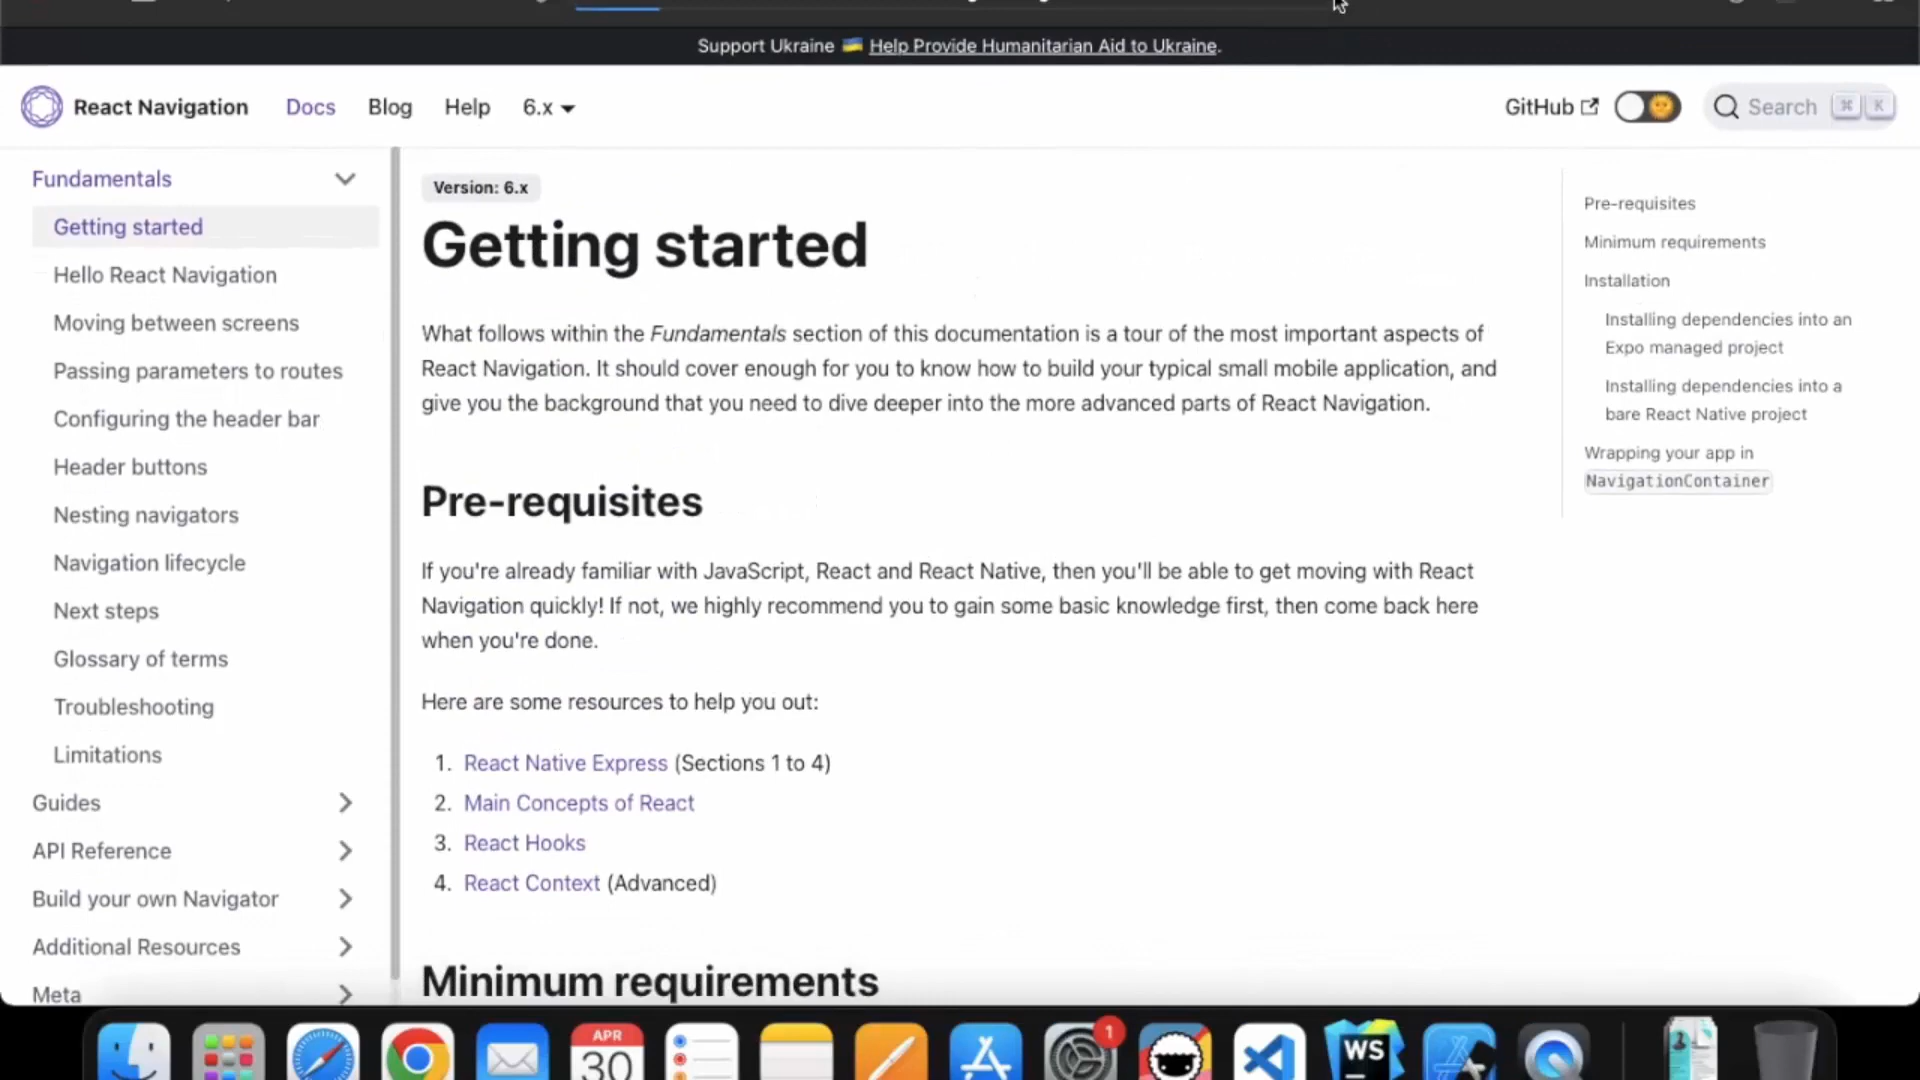 Support Ukraine 🇺🇦 Help Provide Humanitarian Aid to Ukraine.
React Navigation Docs Blog Help 6.x GitHub Search ⌘ K
Fundamentals
Getting started
Hello React Navigation
Moving between screens
Passing parameters to routes
Configuring the header bar
Header buttons
Nesting navigators
Navigation lifecycle
Next steps
Glossary of terms
Troubleshooting
Limitations
Guides
API Reference
Build your own Navigator
Additional Resources
Meta
Version: 6.x
Getting started
What follows within the Fundamentals section of this documentation is a tour of the most important aspects of
React Navigation. It should cover enough for you to know how to build your typical small mobile application, and
give you the background that you need to dive deeper into the more advanced parts of React Navigation.
Pre-requisites
If you're already familiar with JavaScript, React and React Native, then you'll be able to get moving with React
Navigation quickly! If not, we highly recommend you to gain some basic knowledge first, then come back here
when you're done.
Here are some resources to help you out:
1. React Native Express (Sections 1 to 4)
2. Main Concepts of React
3. React Hooks
4. React Context (Advanced)
Minimum requirements
Pre-requisites
Minimum requirements
Installation
Installing dependencies into an
Expo managed project
Installing dependencies into a
bare React Native project
Wrapping your app in
NavigationContainer
APR
30
1
WS